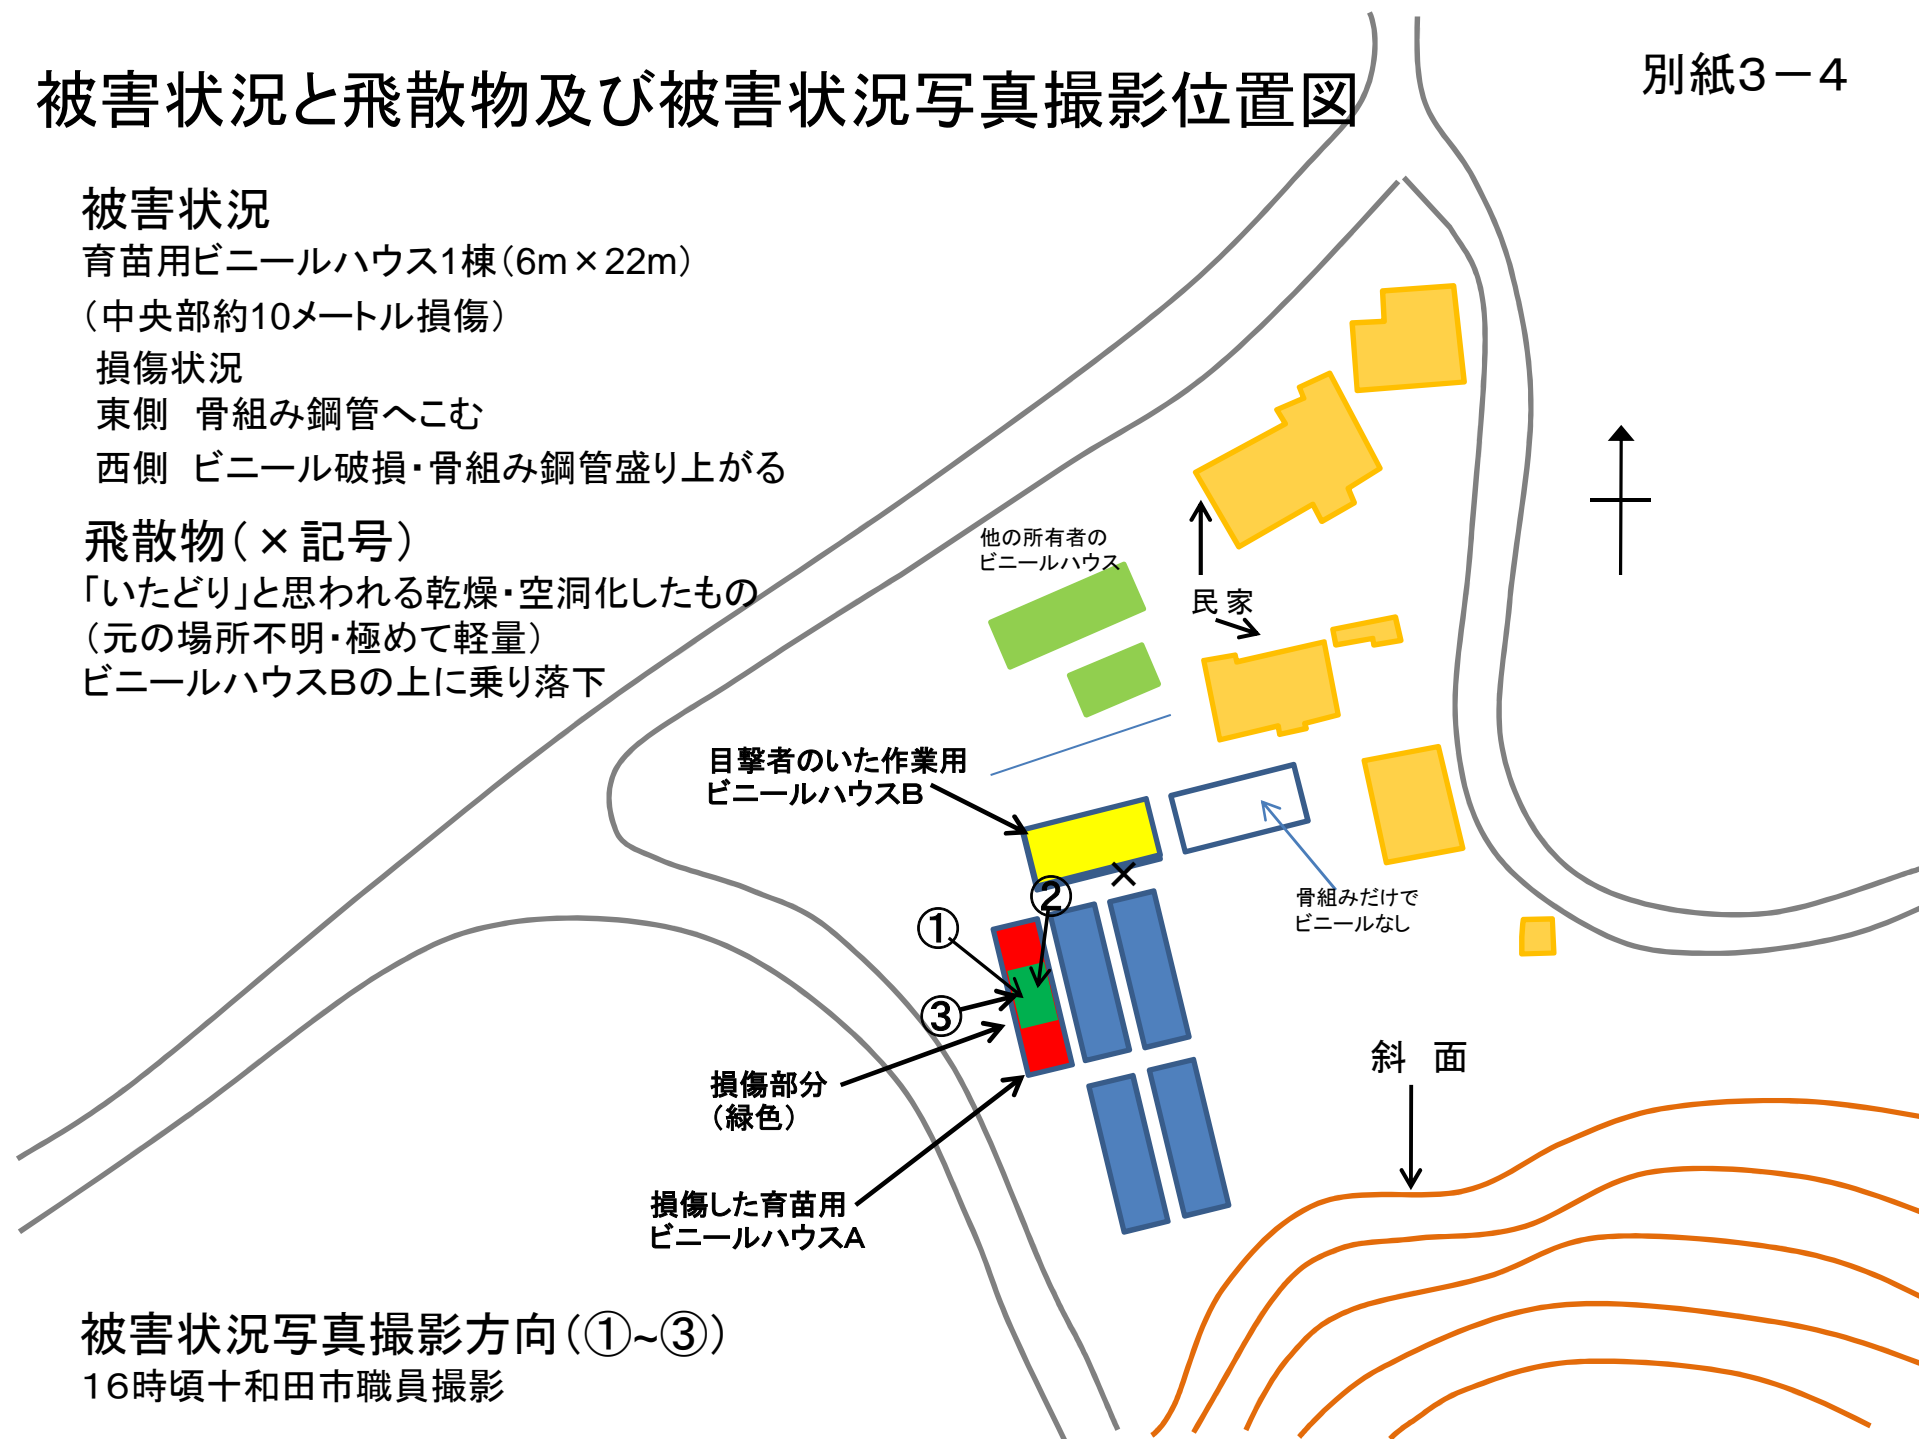 被害状況と飛散物及び被害状況写真撮影位置図
別紙3-4
被害状況
育苗用ビニールハウス1棟(6m×22m)
(中央部約10メートル損傷)
損傷状況
東側 骨組み鋼管へこむ
西側 ビニール破損・骨組み鋼管盛り上がる
飛散物(×記号)
「いたどり」と思われる乾燥・空洞化したもの
(元の場所不明・極めて軽量)
ビニールハウスBの上に乗り落下
他の所有者の
ビニールハウス
民家
目撃者のいた作業用
ビニールハウスB
×
②
①
③
骨組みだけで
ビニールなし
損傷部分
(緑色)
斜 面
損傷した育苗用
ビニールハウスA
被害状況写真撮影方向(①~③)
16時頃十和田市職員撮影